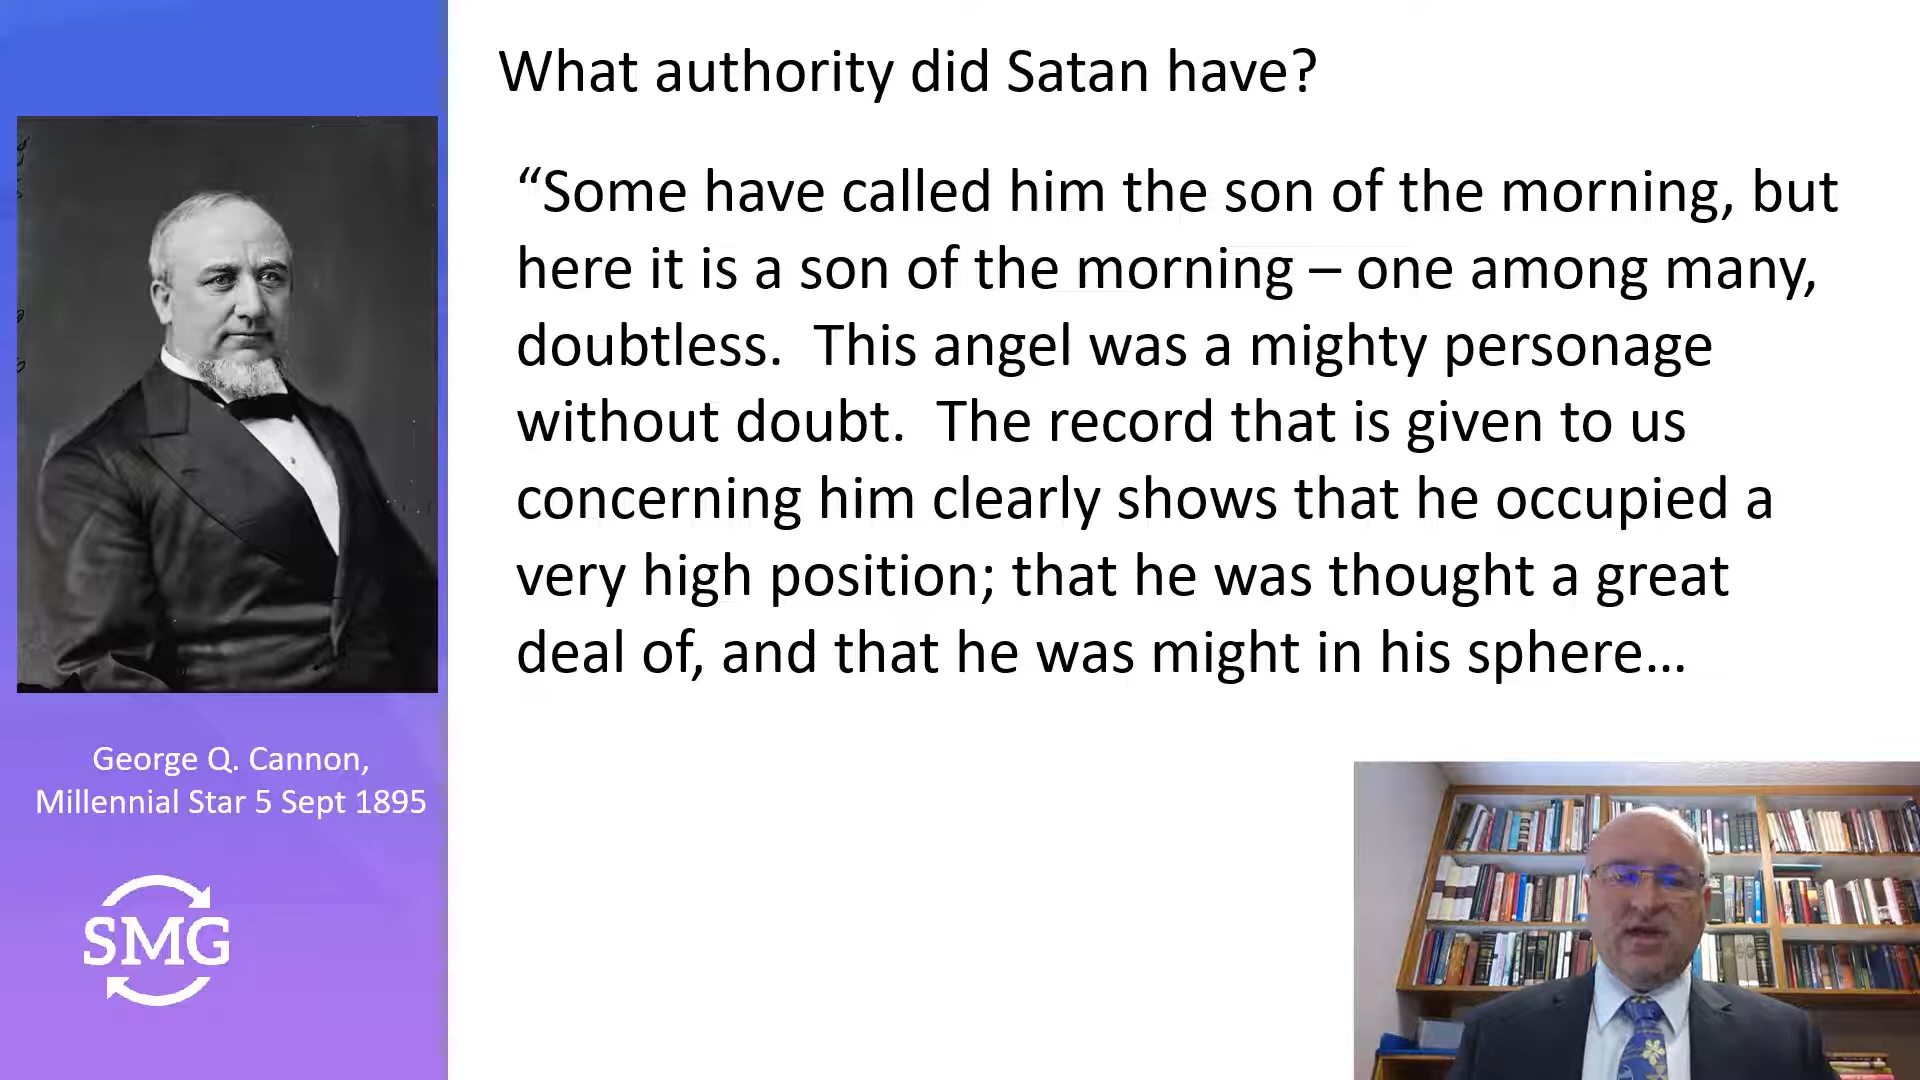 What authority did Satan have?
“Some have called him the son of the morning, but
here it is a son of the morning – one among many,
doubtless.  This angel was a mighty personage
without doubt.  The record that is given to us
concerning him clearly shows that he occupied a
very high position; that he was thought a great
deal of, and that he was might in his sphere…
George Q. Cannon,
Millennial Star 5 Sept 1895
SMG